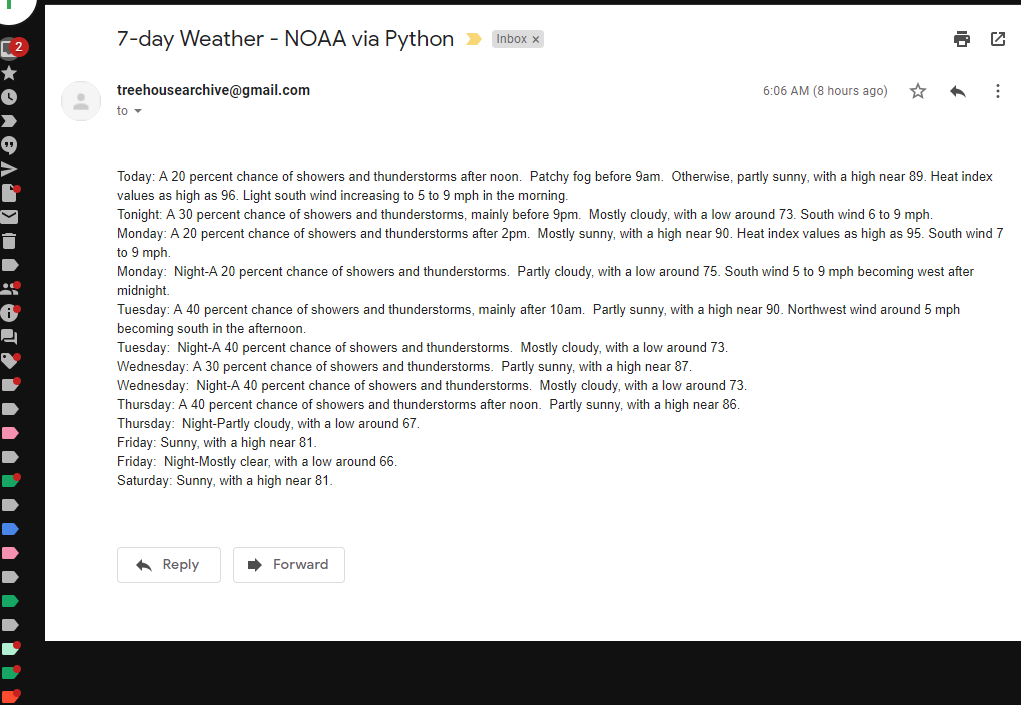 2
7-day Weather - NOAA via Python
Inbox ×
treehousearchive@gmail.com
6:06 AM (8 hours ago)
to
Today: A 20 percent chance of showers and thunderstorms after noon.  Patchy fog before 9am.  Otherwise, partly sunny, with a high near 89. Heat index
values as high as 96. Light south wind increasing to 5 to 9 mph in the morning.
Tonight: A 30 percent chance of showers and thunderstorms, mainly before 9pm.  Mostly cloudy, with a low around 73. South wind 6 to 9 mph.
Monday: A 20 percent chance of showers and thunderstorms after 2pm.  Mostly sunny, with a high near 90. Heat index values as high as 95. South wind 7
to 9 mph.
Monday:  Night-A 20 percent chance of showers and thunderstorms.  Partly cloudy, with a low around 75. South wind 5 to 9 mph becoming west after
midnight.
Tuesday: A 40 percent chance of showers and thunderstorms, mainly after 10am.  Partly sunny, with a high near 90. Northwest wind around 5 mph
becoming south in the afternoon.
Tuesday:  Night-A 40 percent chance of showers and thunderstorms.  Mostly cloudy, with a low around 73.
Wednesday: A 30 percent chance of showers and thunderstorms.  Partly sunny, with a high near 87.
Wednesday:  Night-A 40 percent chance of showers and thunderstorms.  Mostly cloudy, with a low around 73.
Thursday: A 40 percent chance of showers and thunderstorms after noon.  Partly sunny, with a high near 86.
Thursday:  Night-Partly cloudy, with a low around 67.
Friday: Sunny, with a high near 81.
Friday:  Night-Mostly clear, with a low around 66.
Saturday: Sunny, with a high near 81.
Reply
Forward